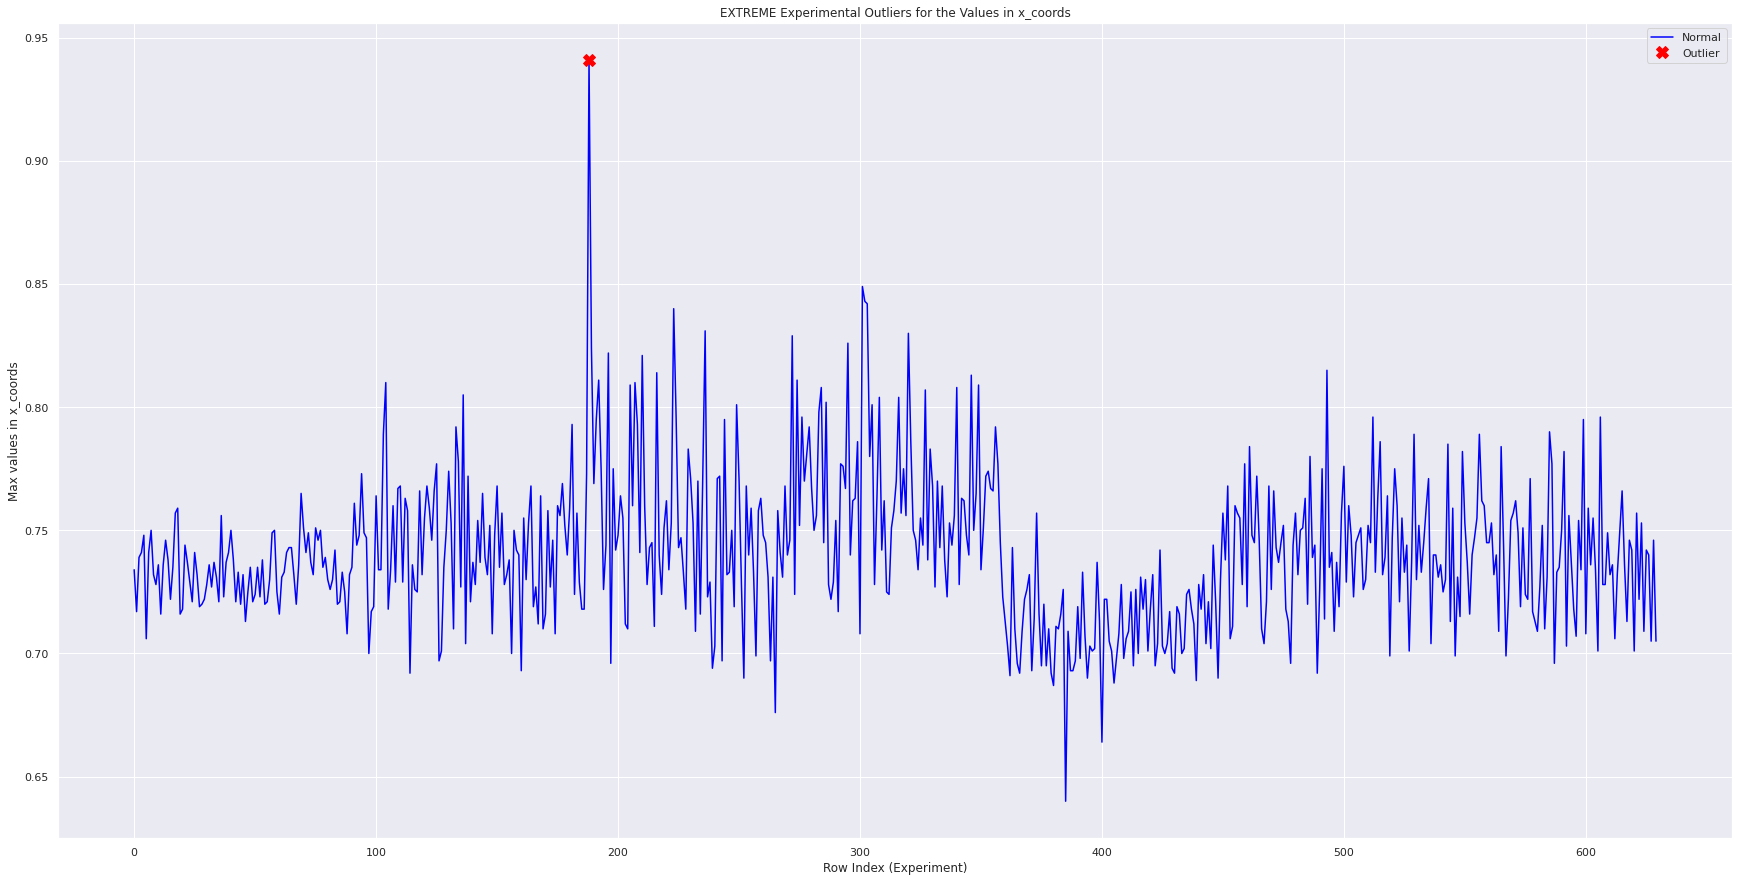 EXTREME Experimental Outliers for the Values in x_coords
Normal
Outlier
Max values in x_coords
0.95
0.90
0.85
0.80
0.75
0.70
0.65
0
100
200
300
400
500
600
Row Index (Experiment)